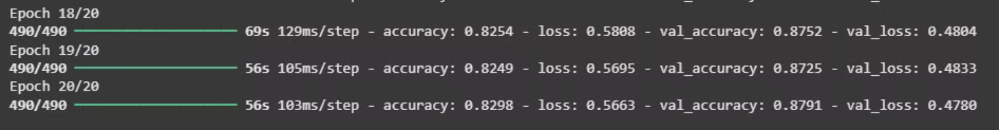 Epoch 18/20
490/490 69s 129ms/step - accuracy: 0.8254 - loss: 0.5808 - val_accuracy: 0.8752 - val_loss: 0.4804
Epoch 19/20
490/490 56s 105ms/step - accuracy: 0.8249 - loss: 0.5695 - val_accuracy: 0.8725 - val_loss: 0.4833
Epoch 20/20
490/490 56s 103ms/step - accuracy: 0.8298 - loss: 0.5663 - val_accuracy: 0.8791 - val_loss: 0.4780